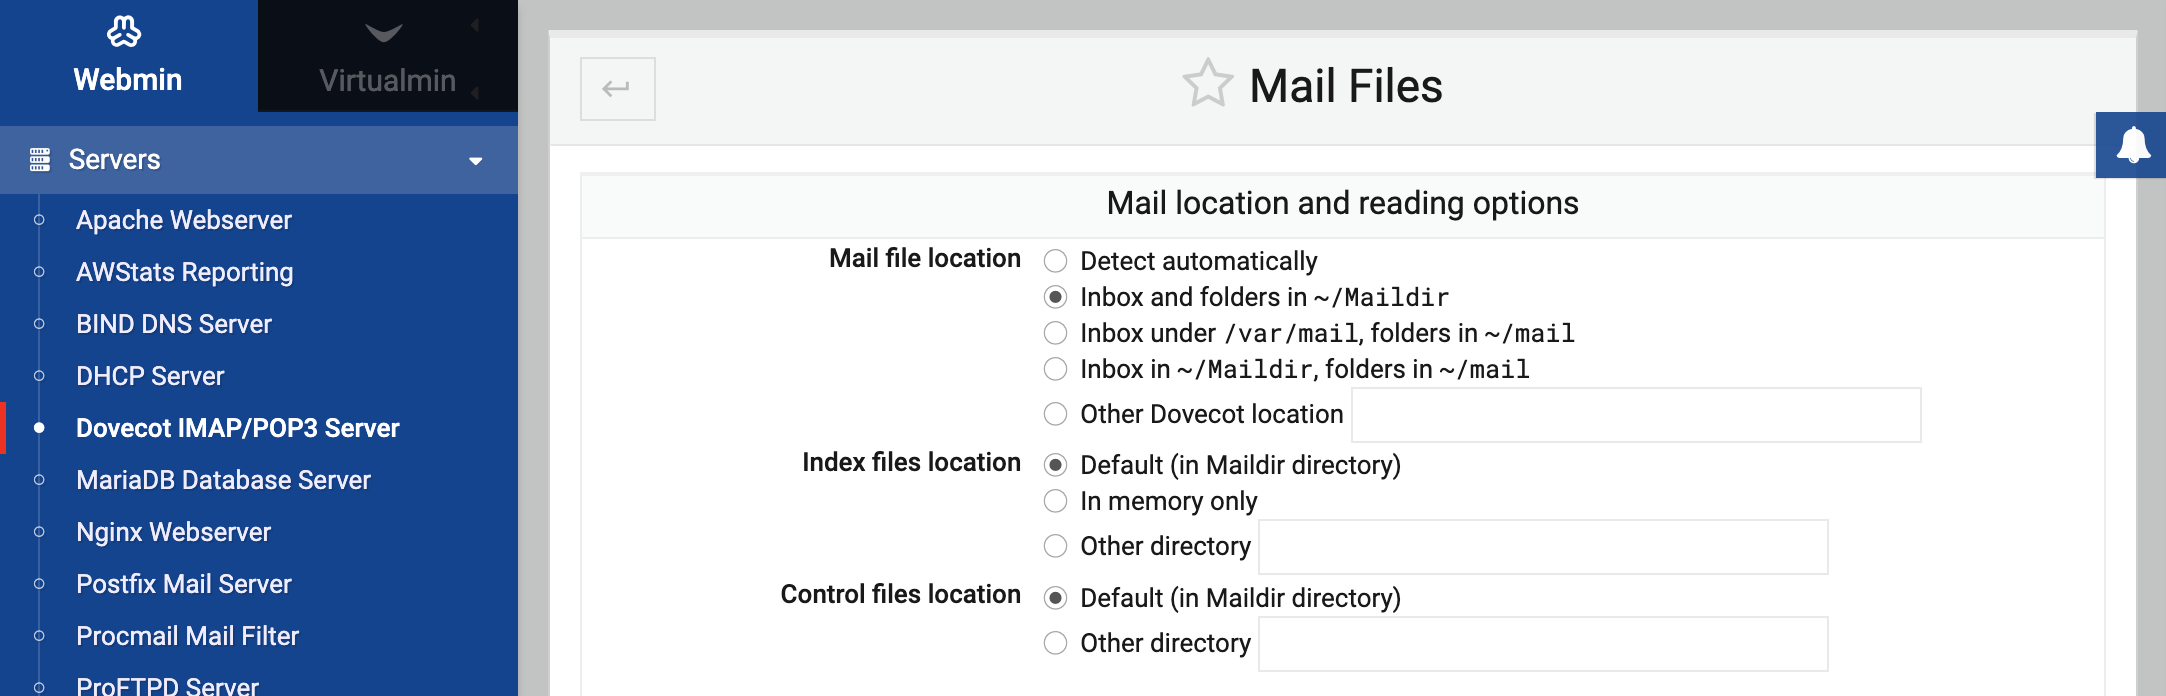 Webmin
Virtualmin
Servers
Apache Webserver
AWStats Reporting
BIND DNS Server
DHCP Server
Dovecot IMAP/POP3 Server
MariaDB Database Server
Nginx Webserver
Postfix Mail Server
Procmail Mail Filter
ProFTPD Server
Mail Files
Mail location and reading options
Mail file location
Detect automatically
Inbox and folders in ~/Maildir
Inbox under /var/mail, folders in ~/mail
Inbox in ~/Maildir, folders in ~/mail
Other Dovecot location
Index files location
Default (in Maildir directory)
In memory only
Other directory
Control files location
Default (in Maildir directory)
Other directory